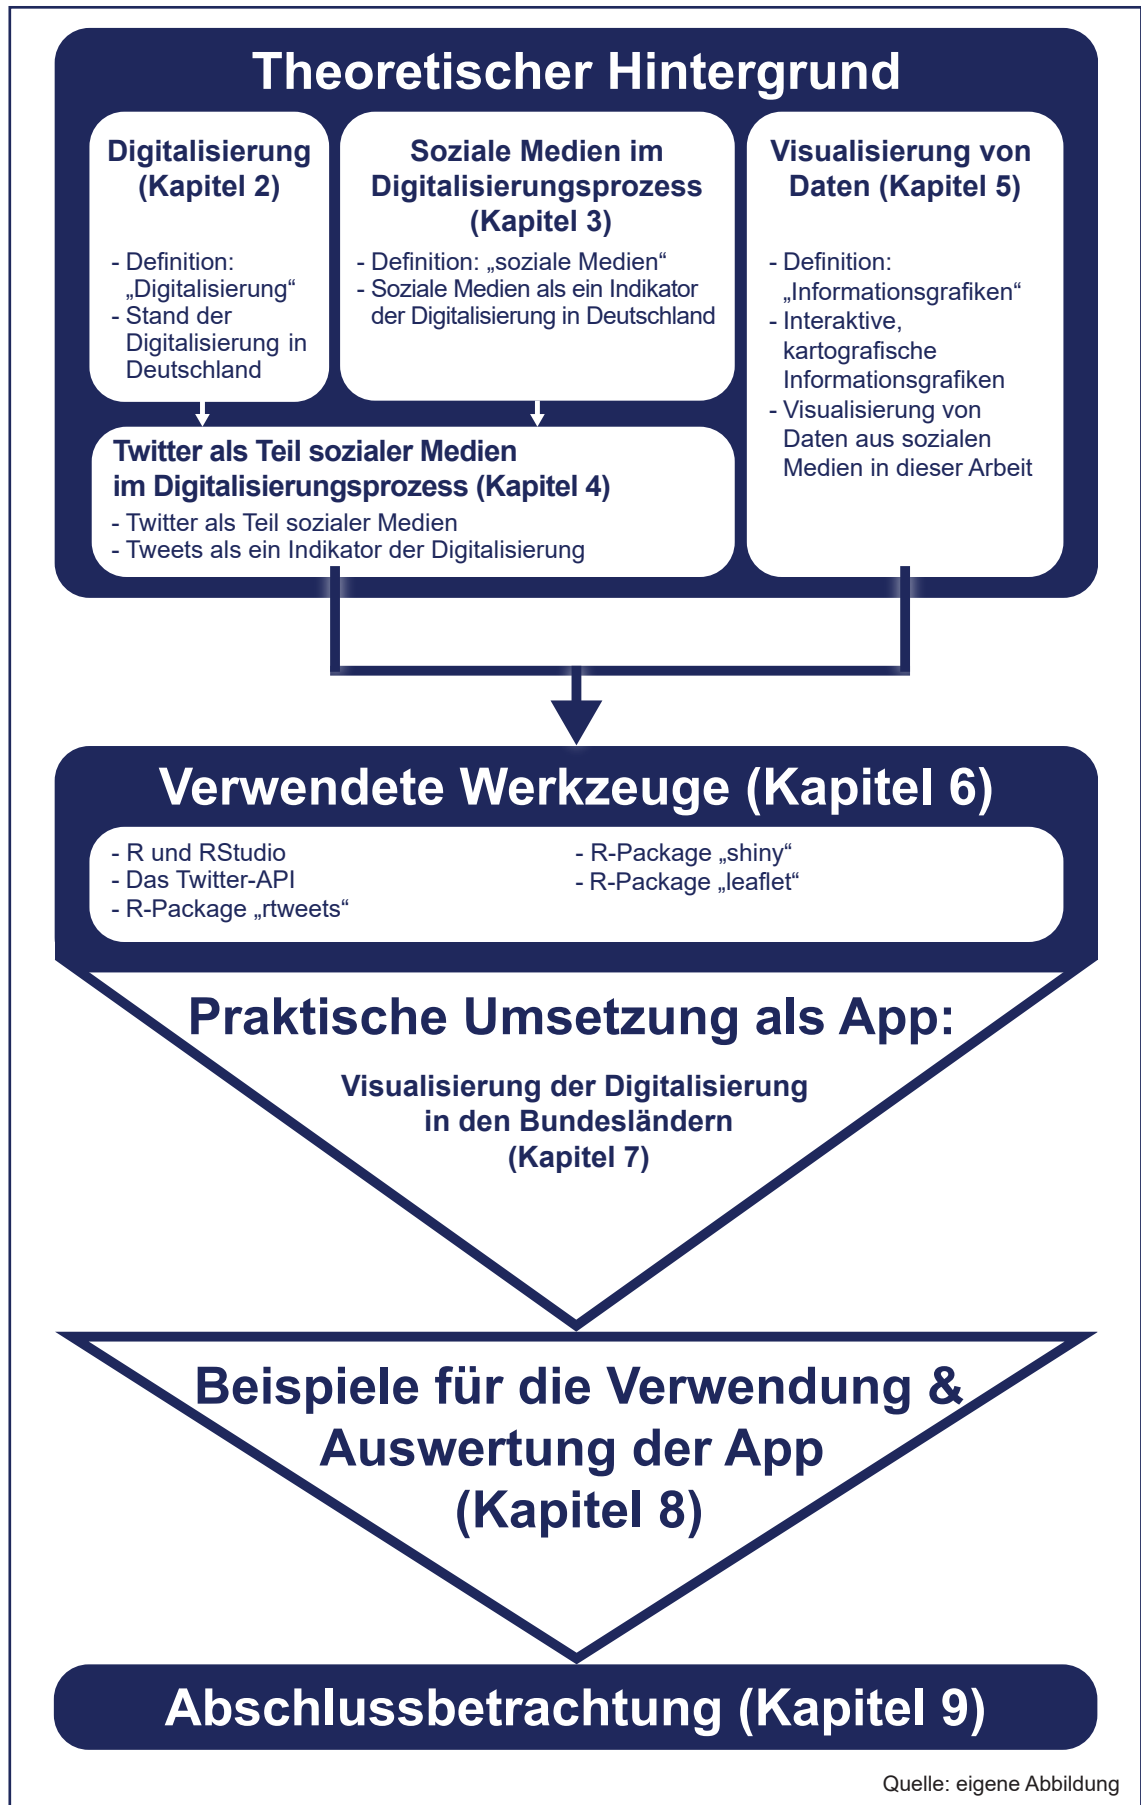 Theoretischer Hintergrund
Digitalisierung
(Kapitel 2)
- Definition:
„Digitalisierung“
- Stand der
Digitalisierung in
Deutschland
Soziale Medien im
Digitalisierungsprozess
(Kapitel 3)
- Definition: „soziale Medien“
- Soziale Medien als ein Indikator
der Digitalisierung in Deutschland
Visualisierung von
Daten (Kapitel 5)
- Definition:
„Informationsgrafiken“
- Interaktive,
kartografische
Informationsgrafiken
- Visualisierung von
Daten aus sozialen
Medien in dieser Arbeit
Twitter als Teil sozialer Medien
im Digitalisierungsprozess (Kapitel 4)
- Twitter als Teil sozialer Medien
- Tweets als ein Indikator der Digitalisierung
Verwendete Werkzeuge (Kapitel 6)
- R und RStudio
- Das Twitter-API
- R-Package „rtweets“
- R-Package „shiny“
- R-Package „leaflet“
Praktische Umsetzung als App:
Visualisierung der Digitalisierung
in den Bundesländern
(Kapitel 7)
Beispiele für die Verwendung &
Auswertung der App
(Kapitel 8)
Abschlussbetrachtung (Kapitel 9)
Quelle: eigene Abbildung